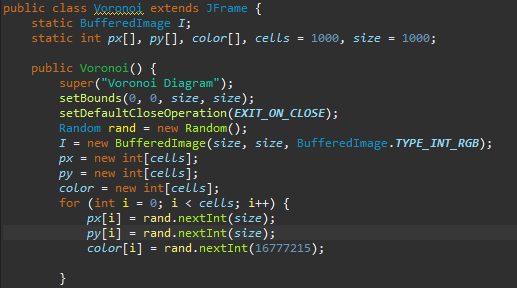 public class Voronoi extends JFrame {
    static BufferedImage I;
    static int px[], py[], color[], cells = 1000, size = 1000;

    public Voronoi() {
        super("Voronoi Diagram");
        setBounds(0, 0, size, size);
        setDefaultCloseOperation(EXIT_ON_CLOSE);
        Random rand = new Random();
        I = new BufferedImage(size, size, BufferedImage.TYPE_INT_RGB);
        px = new int[cells];
        py = new int[cells];
        color = new int[cells];
        for (int i = 0; i < cells; i++) {
            px[i] = rand.nextInt(size);
            py[i] = rand.nextInt(size);
            color[i] = rand.nextInt(16777215);

        }